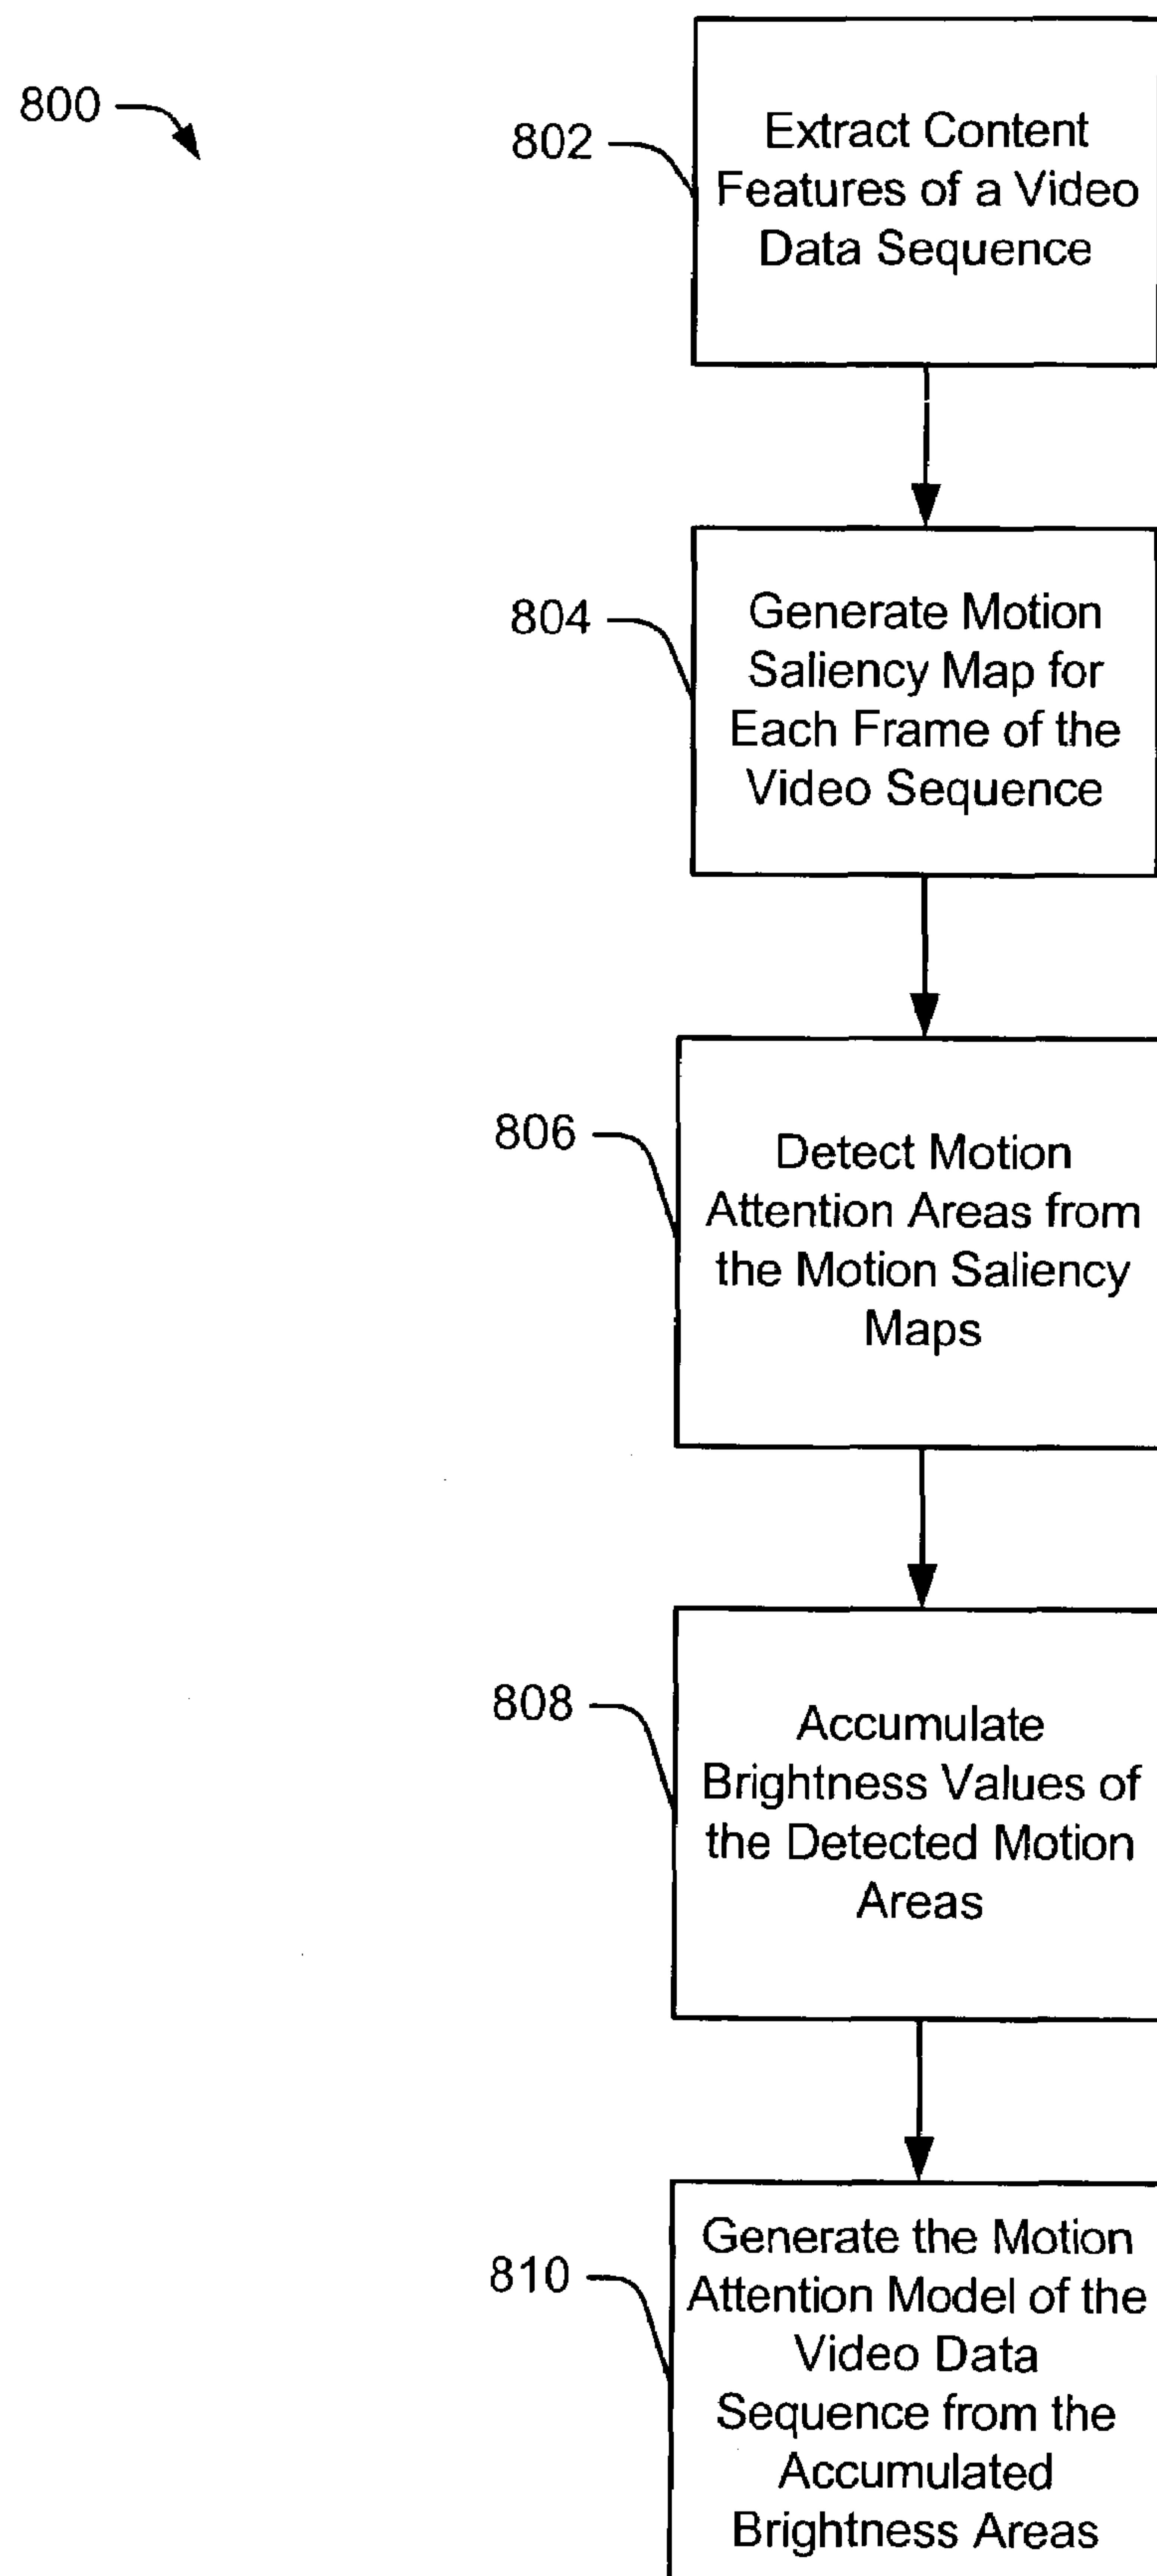 800
802
Extract Content
Features of a Video
Data Sequence
804
Generate Motion
Saliency Map for
Each Frame of the
Video Sequence
806
Detect Motion
Attention Areas from
the Motion Saliency
Maps
808
Accumulate
Brightness Values of
the Detected Motion
Areas
810
Generate the Motion
Attention Model of the
Video Data
Sequence from the
Accumulated
Brightness Areas